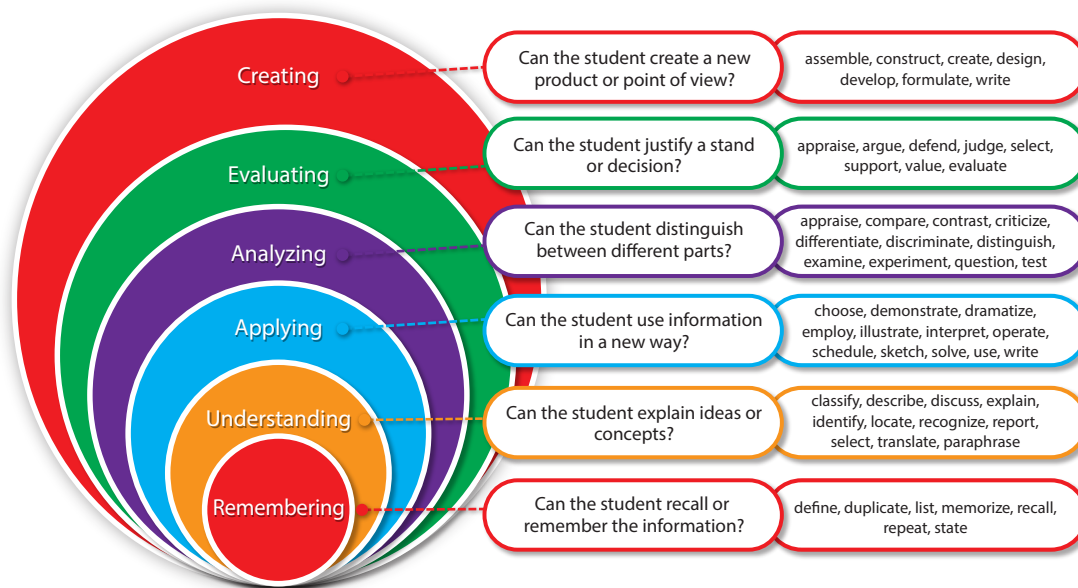 Creating
Can the student create a new
product or point of view?
assemble, construct, create, design,
develop, formulate, write
Evaluating
Can the student justify a stand
or decision?
appraise, argue, defend, judge, select,
support, value, evaluate
Analyzing
Can the student distinguish
between different parts?
appraise, compare, contrast, criticize,
differentiate, discriminate, distinguish,
examine, experiment, question, test
Applying
Can the student use information
in a new way?
choose, demonstrate, dramatize,
employ, illustrate, interpret, operate,
schedule, sketch, solve, use, write
Understanding
Can the student explain ideas or
concepts?
classify, describe, discuss, explain,
identify, locate, recognize, report,
select, translate, paraphrase
Remembering
Can the student recall or
remember the information?
define, duplicate, list, memorize, recall,
repeat, state